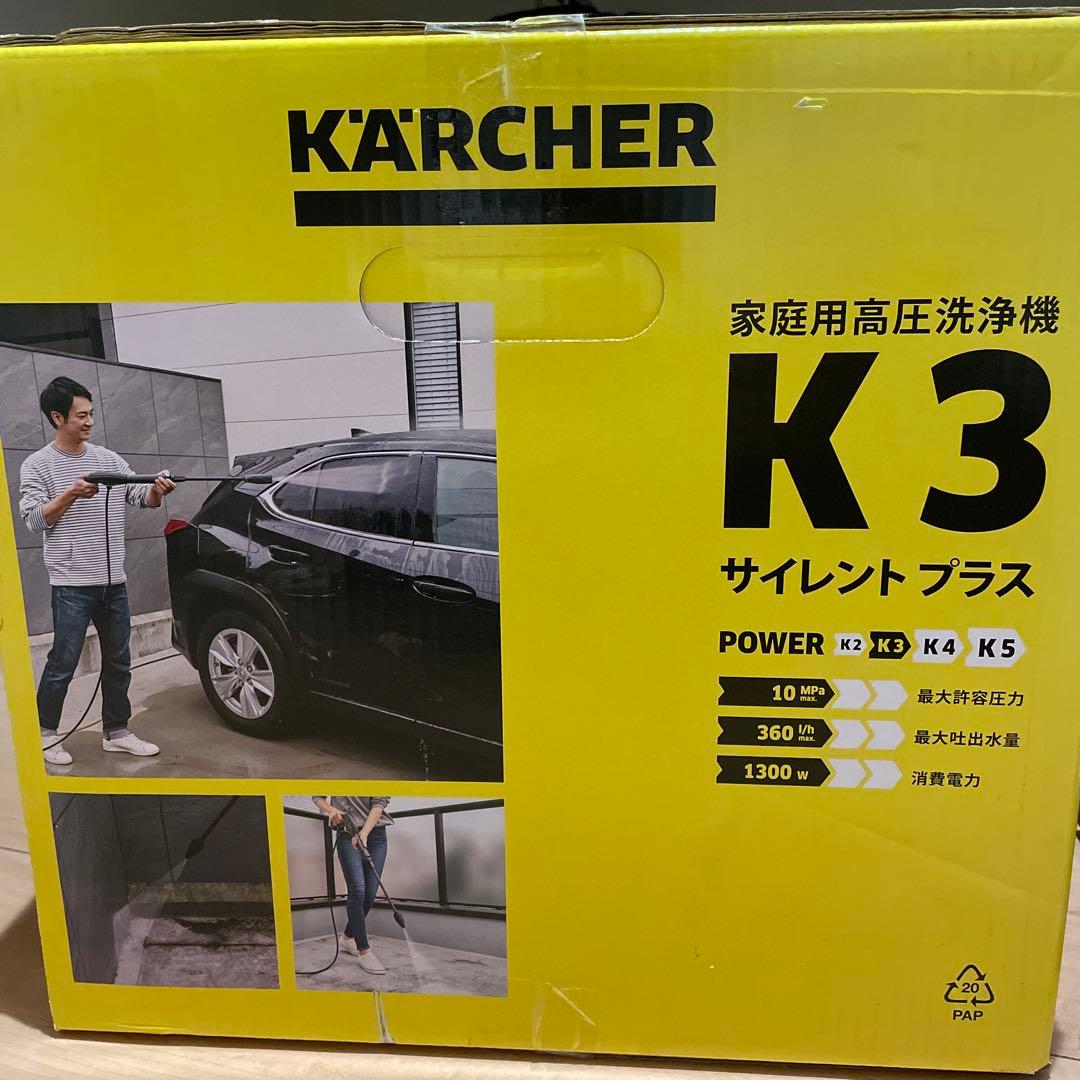 KÄRCHER
家庭用高圧洗浄機
K 3
サイレント プラス
POWER K2 K3 K4 K5
10 MPa max. 最大許容圧力
360 l/h max. 最大吐出水量
1300 W 消費電力
20
PAP